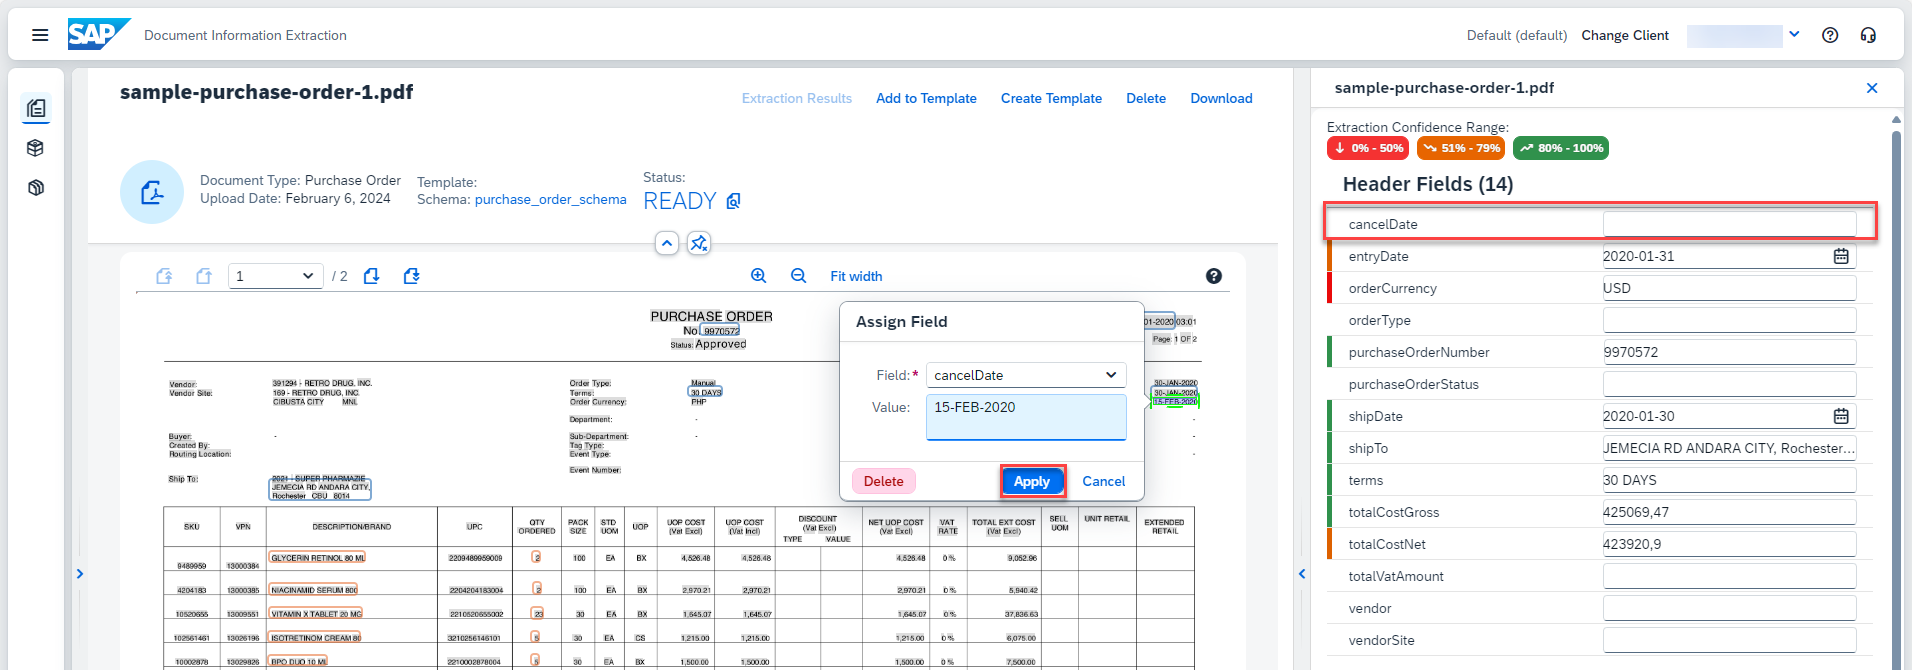 SAP Document Information Extraction Default (default) Change Client
sample-purchase-order-1.pdf
Extraction Results Add to Template Create Template Delete Download
Document Type: Purchase Order
Upload Date: February 6, 2024
Template:
Schema: purchase_order_schema
Status:
READY
1 / 2 Fit width
PURCHASE ORDER
No. 9970572
Status: Approved
01-2020 03:01
Page: 1 OF 2
Vendor: 391294 - RETRO DRUG, INC.
Vendor Site: 169 - RETRO DRUG, INC.
CIBUSTA CITY MNL
Order Type: Manual
Terms: 30 DAYS
Order Currency: PHP
30-JAN-2020
30-JAN-2020
15-FEB-2020
Department: -
Buyer: -
Created By:
Routing Location:
Sub-Department: -
Tag Type:
Event Type:
Event Number:
Ship To: 2021 - SUPER PHARMAZIE
JEMECIA RD ANDARA CITY,
Rochester CBU 8014
Assign Field
Field:* cancelDate
Value: 15-FEB-2020
Delete Apply Cancel
SKU VPN DESCRIPTION/BRAND UPC QTY ORDERED PACK SIZE STD UOM UOP UOP COST (Vat Excl) UOP COST (Vat Incl) DISCOUNT (Vat Excl) TYPE VALUE NET UOP COST (Vat Excl) VAT RATE TOTAL EXT COST (Vat Excl) SELL UOM UNIT RETAIL EXTENDED RETAIL
9489959 13000384 GLYCERIN RETINOL 80 ML 2209489959009 2 100 EA BX 4,526.48 4,526.48 4,526.48 0 % 9,052.96
4204183 13000385 NIACINAMID SERUM 800 2204204183004 2 100 EA BX 2,970.21 2,970.21 2,970.21 0 % 5,940.42
10520655 13009551 VITAMIN X TABLET 20 MG 2210520655002 23 30 EA BX 1,645.07 1,645.07 1,645.07 0 % 37,836.63
102561461 13026196 ISOTRETINOM CREAM 80 3210256146101 5 30 EA CS 1,215.00 1,215.00 1,215.00 0 % 6,075.00
10002878 13029826 BPO DUO 10 ML 2210002878004 5 30 EA BX 1,500.00 1,500.00 1,500.00 0 % 7,500.00
sample-purchase-order-1.pdf
Extraction Confidence Range:
0% - 50% 51% - 79% 80% - 100%
Header Fields (14)
cancelDate
entryDate 2020-01-31
orderCurrency USD
orderType
purchaseOrderNumber 9970572
purchaseOrderStatus
shipDate 2020-01-30
shipTo JEMECIA RD ANDARA CITY, Rochester...
terms 30 DAYS
totalCostGross 425069,47
totalCostNet 423920,9
totalVatAmount
vendor
vendorSite